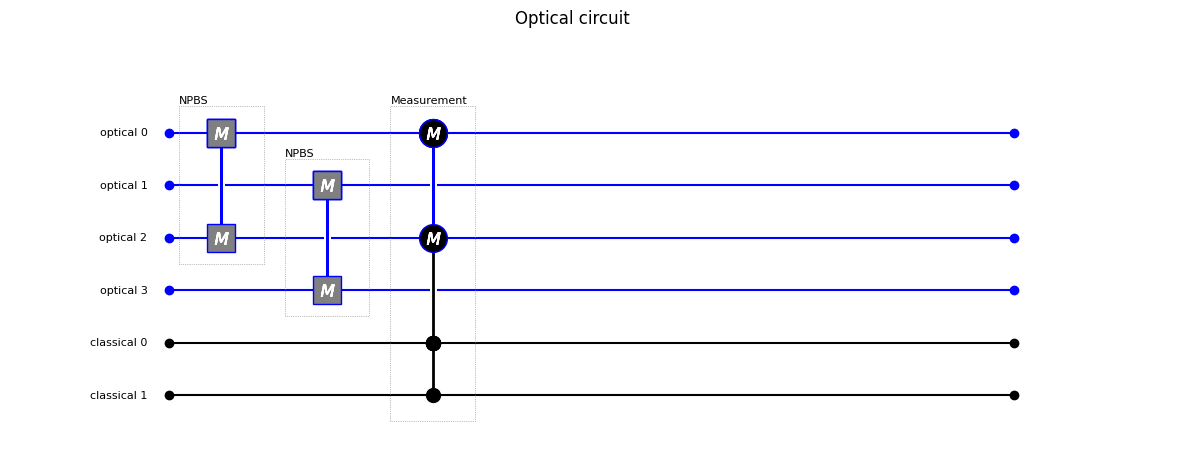 Optical circuit
NPBS
Measurement
optical 0
M
M
NPBS
optical 1
M
optical 2
M
M
optical 3
M
classical 0
classical 1